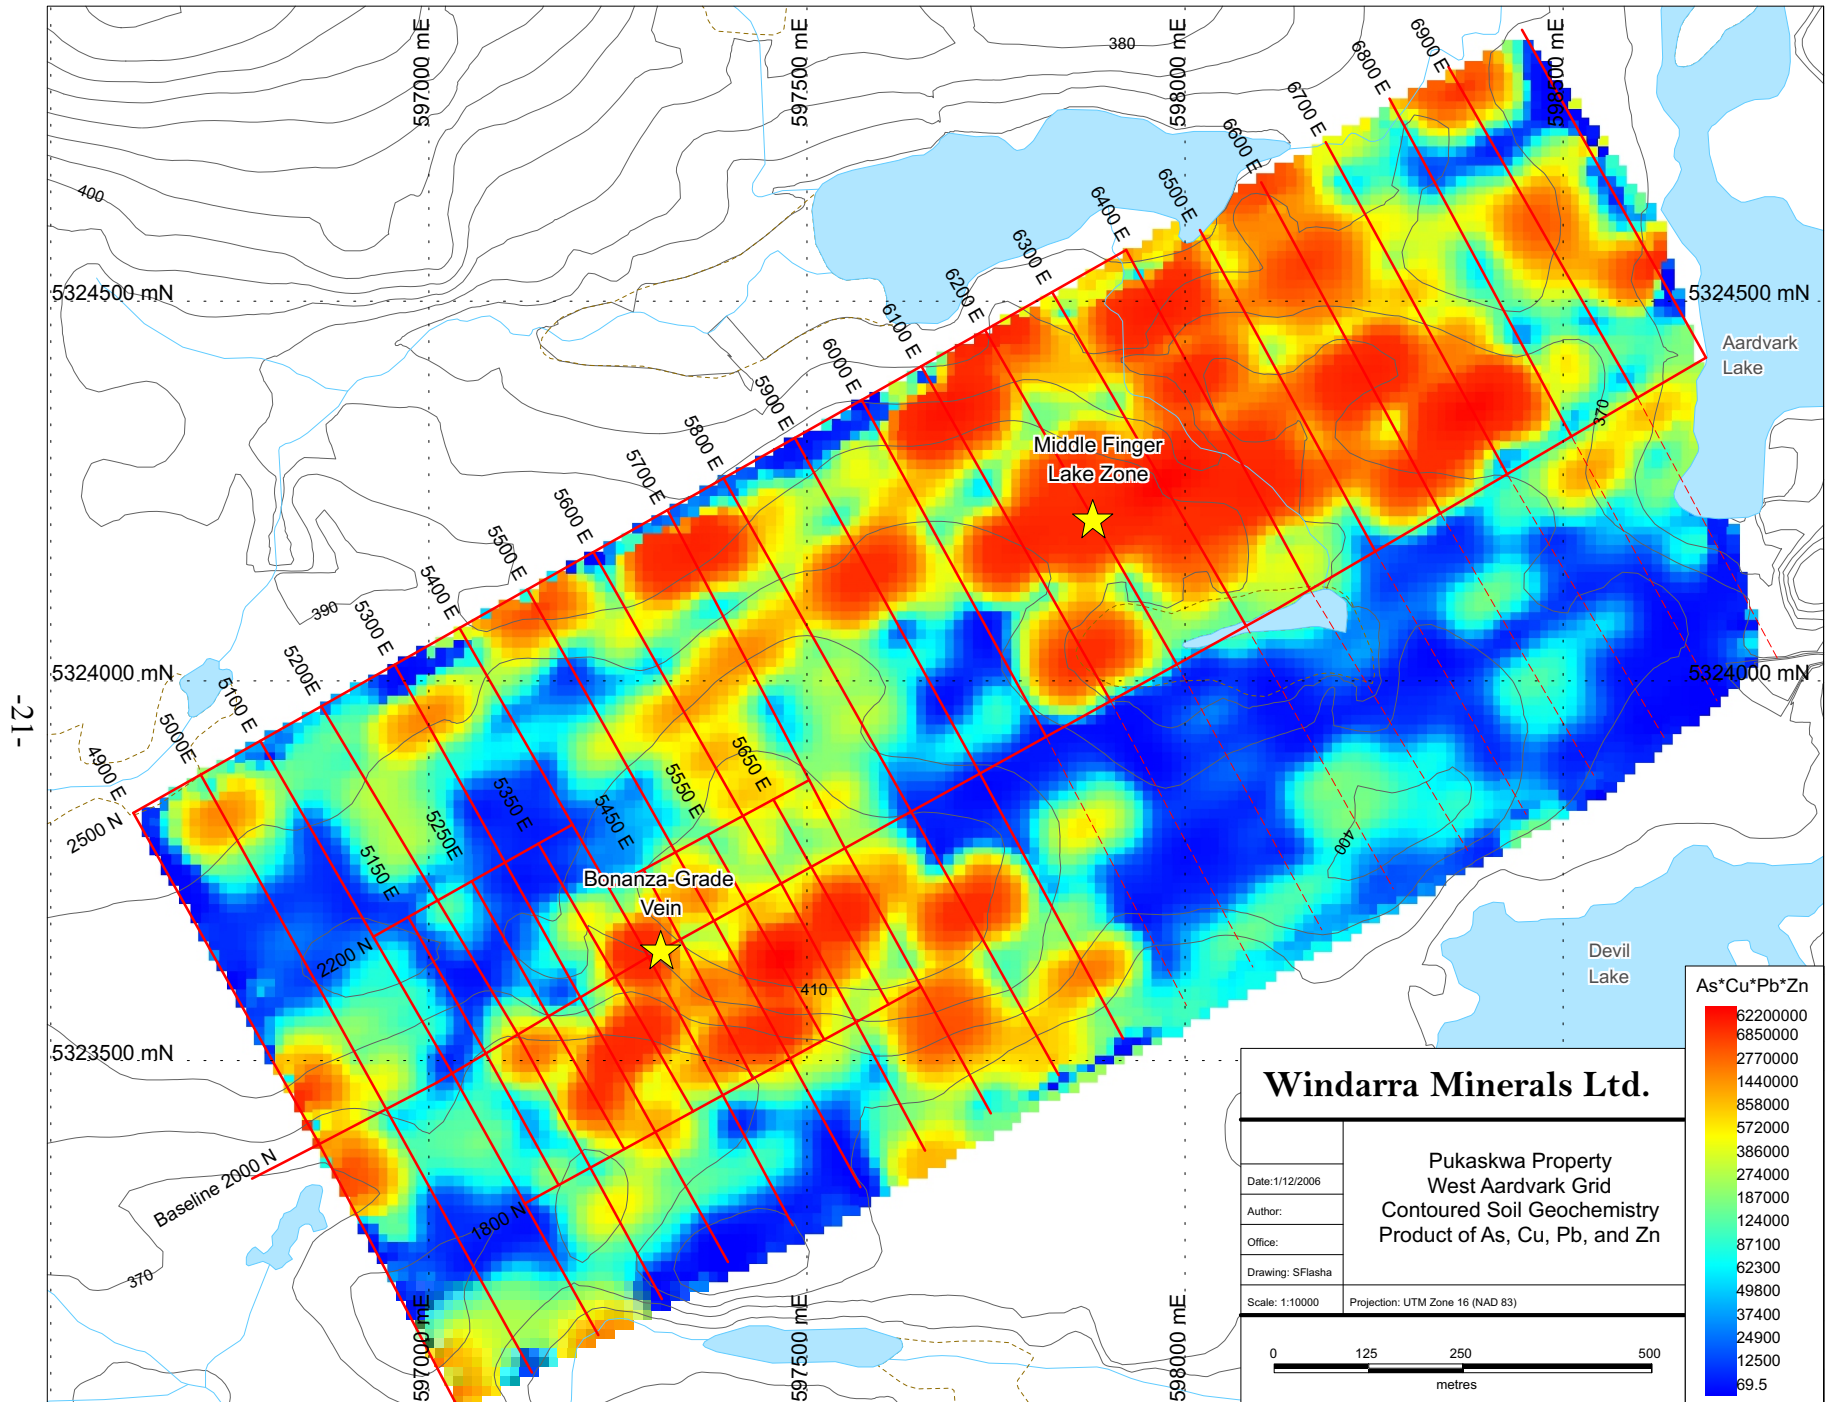 597000 mE
597500 mE
598000 mE
598500 mE
380
400
390
370
370
410
400
6900 E
6800 E
6700 E
6600 E
6500 E
6400 E
6300 E
6200 E
6100 E
6000 E
5900 E
5800 E
5700 E
5600 E
5500 E
5400 E
5300 E
5200E
5100 E
5000E
4900 E
5324500 mN
5324500 mN
Aardvark
Lake
Middle Finger
Lake Zone
5324000 mN
5324000 mN
-21-
2500 N
5650 E
5550 E
5450 E
5350 E
5250E
5150 E
Bonanza-Grade
Vein
2200 N
5323500 mN
Baseline 2000 N
1800 N
Devil
Lake
597000 mE
597500 mE
598000 mE
As*Cu*Pb*Zn
62200000
6850000
2770000
1440000
858000
572000
386000
274000
187000
124000
87100
62300
49800
37400
24900
12500
69.5
Windarra Minerals Ltd.
Date:1/12/2006
Author:
Office:
Drawing: SFlasha
Scale: 1:10000
Pukaskwa Property
West Aardvark Grid
Contoured Soil Geochemistry
Product of As, Cu, Pb, and Zn
Projection: UTM Zone 16 (NAD 83)
0 125 250 500
metres